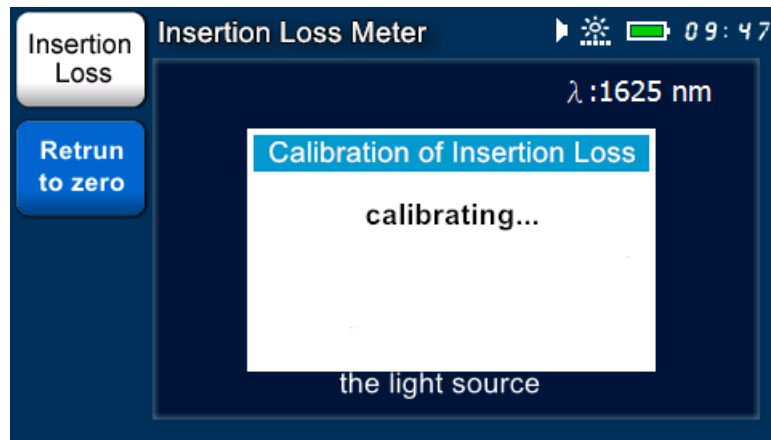 Insertion
Loss
Insertion Loss Meter
09:47
λ:1625 nm
Retrun
to zero
Calibration of Insertion Loss
calibrating...
the light source